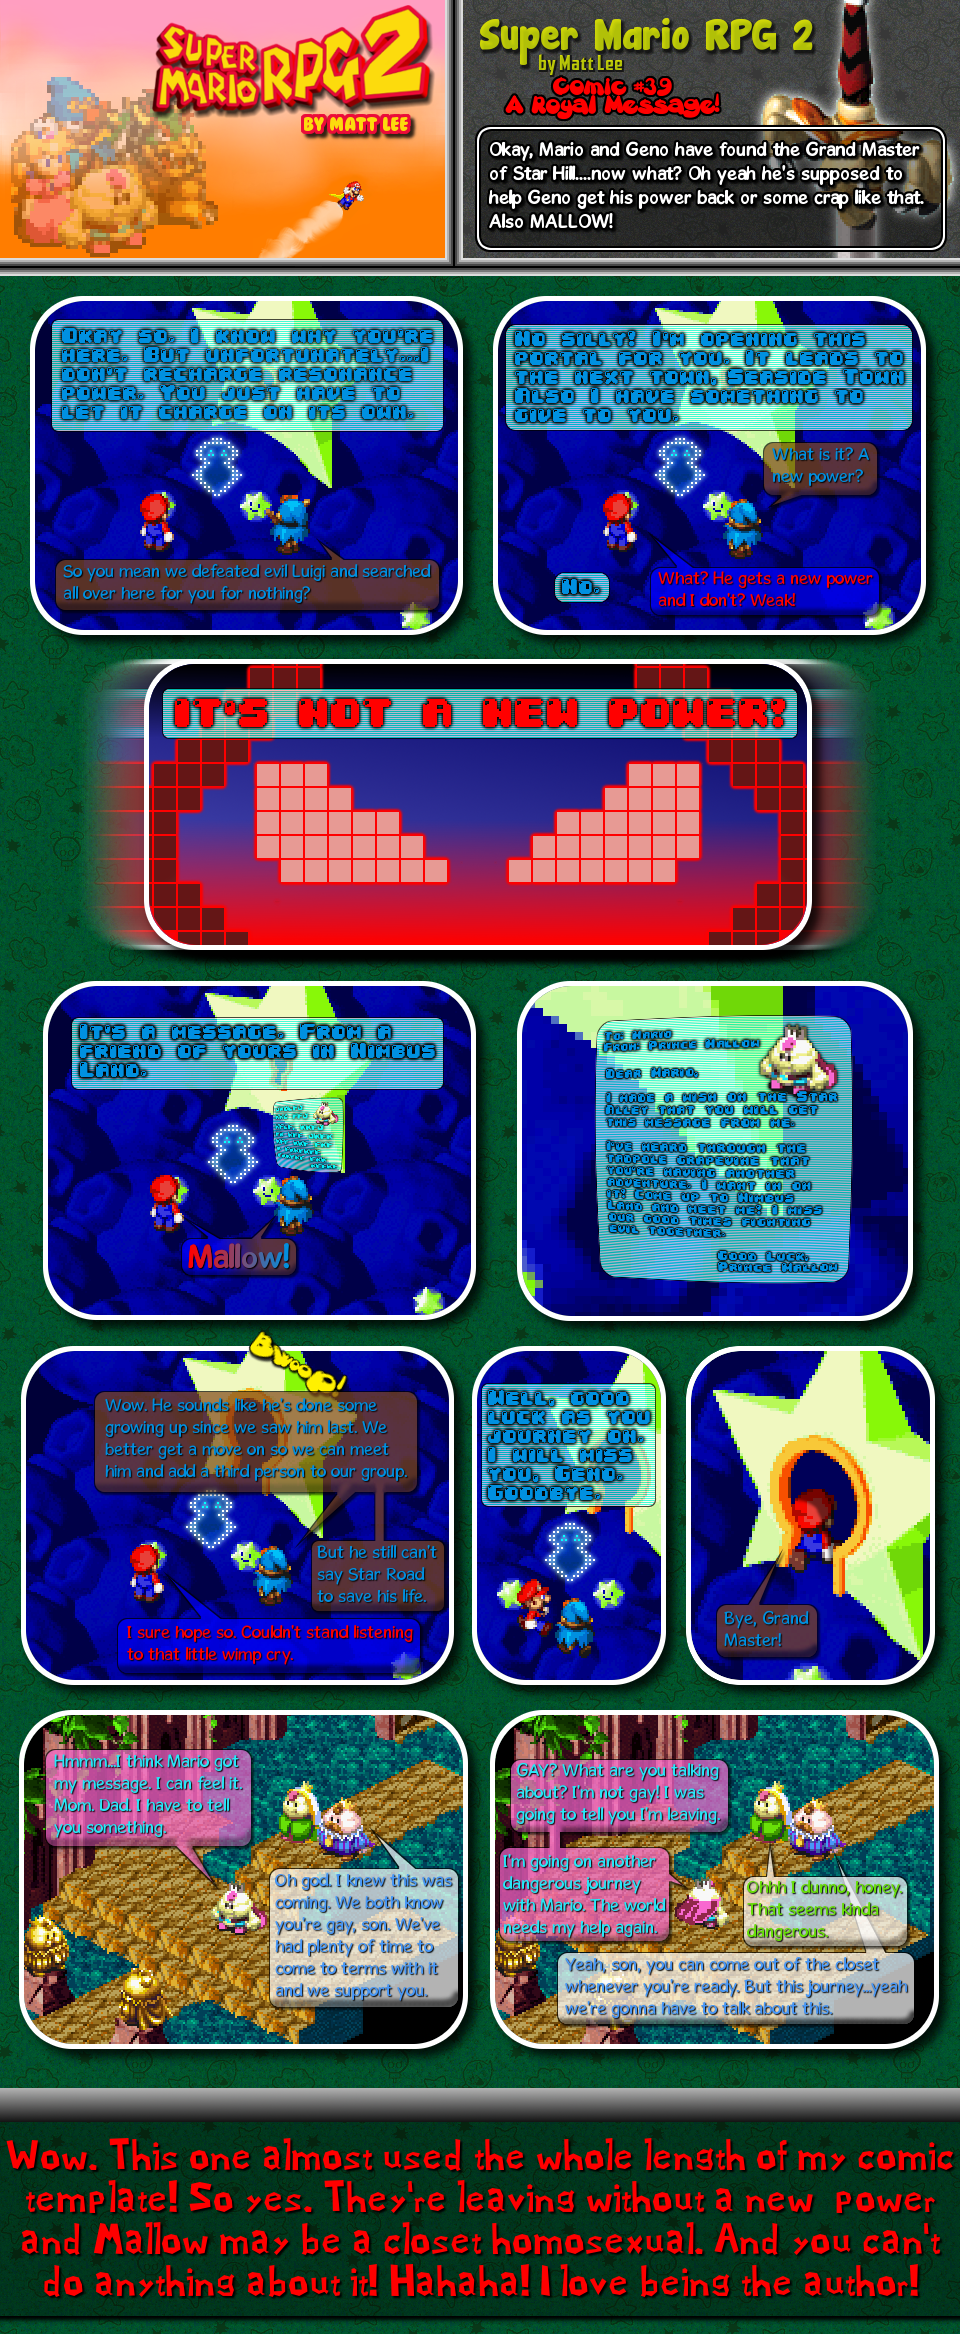 SUPER
MARIO RPG 2
BY MATT LEE
Super Mario RPG 2
by Matt Lee
Comic #39
A Royal Message!
Okay, Mario and Geno have found the Grand Master
of Star Hill....now what? Oh yeah he's supposed to
help Geno get his power back or some crap like that.
Also MALLOW!
Okay so. I know why you're
here. But unfortunately...I
don't recharge resonance
power. You just have to
let it charge on its own.
So you mean we defeated evil Luigi and searched
all over here for you for nothing?
No silly! I'm opening this
portal for you. It leads to
the next town, Seaside Town
Also I have something to
give to you.
What is it? A
new power?
No.
What? He gets a new power
and I don't? Weak!
IT'S NOT A NEW POWER!
It's a message. From a
friend of yours in Nimbus
Land.
Mallow!
To: Mario
From: Prince Mallow
Dear Mario,
I made a wish on the Star
Alley that you will get
this message from me.
I've heard through the
tadpole grapevine that
you're having another
adventure. I want in on
it! Come up to Nimbus
Land and meet me! I miss
our good times fighting
evil together.
Good Luck,
Prince Mallow
Bwoop!
Wow. He sounds like he's done some
growing up since we saw him last. We
better get a move on so we can meet
him and add a third person to our group.
But he still can't
say Star Road
to save his life.
I sure hope so. Couldn't stand listening
to that little wimp cry.
Well, good
luck as you
journey on.
I will miss
you, Geno.
Goodbye.
Bye, Grand
Master!
Hmmm...I think Mario got
my message. I can feel it.
Mom. Dad. I have to tell
you something.
Oh god. I knew this was
coming. We both know
you're gay, son. We've
had plenty of time to
come to terms with it
and we support you.
GAY? What are you talking
about? I'm not gay! I was
going to tell you I'm leaving.
I'm going on another
dangerous journey
with Mario. The world
needs my help again.
Ohhh I dunno, honey.
That seems kinda
dangerous.
Yeah, son, you can come out of the closet
whenever you're ready. But this journey...yeah
we're gonna have to talk about this.
Wow. This one almost used the whole length of my comic
template! So yes. They're leaving without a new power
and Mallow may be a closet homosexual. And you can't
do anything about it! Hahaha! I love being the author!